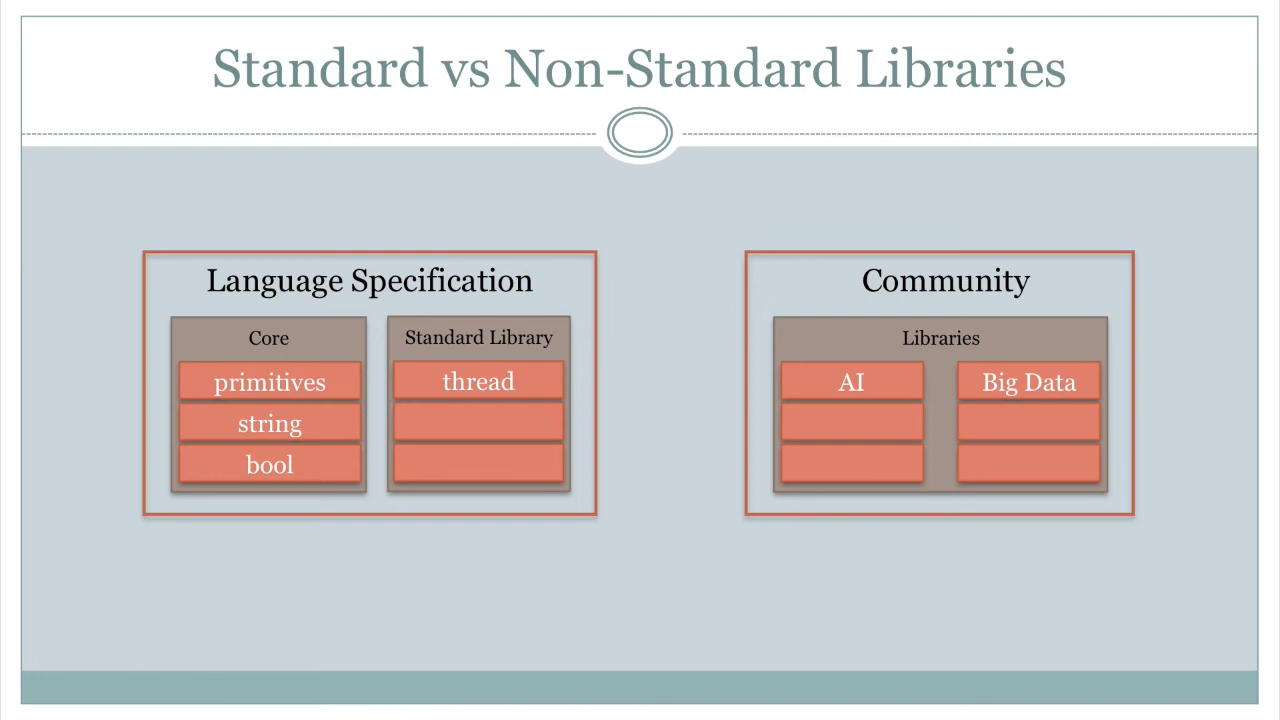 Standard vs Non-Standard Libraries
Language Specification
Core
primitives
string
bool
Standard Library
thread
Community
Libraries
AI
Big Data